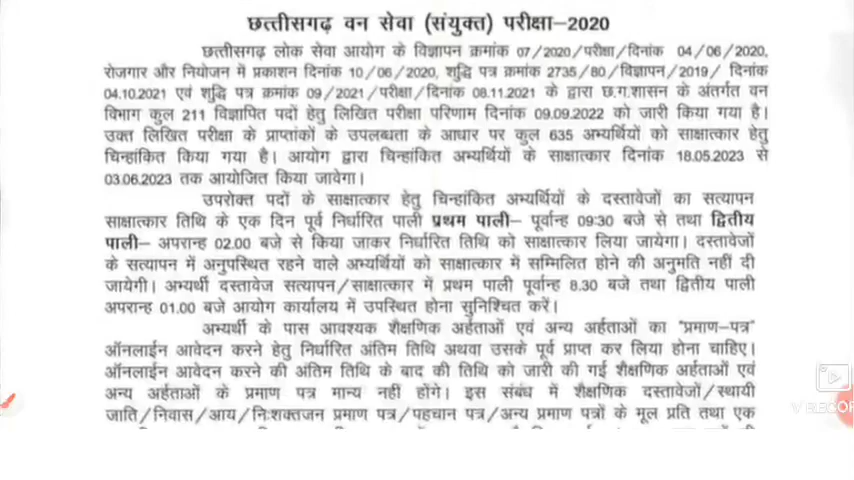 छत्तीसगढ़ वन सेवा (संयुक्त) परीक्षा–2020
छत्तीसगढ़ लोक सेवा आयोग के विज्ञापन क्रमांक 07/2020/परीक्षा/दिनांक 04/06/2020,
रोजगार और नियोजन में प्रकाशन दिनांक 10/06/2020, शुद्धि पत्र क्रमांक 2735/80/विज्ञापन/2019/ दिनांक
04.10.2021 एवं शुद्धि पत्र क्रमांक 09/2021/परीक्षा/दिनांक 08.11.2021 के द्वारा छ.ग.शासन के अंतर्गत वन
विभाग कुल 211 विज्ञापित पदों हेतु लिखित परीक्षा परिणाम दिनांक 09.09.2022 को जारी किया गया है।
उक्त लिखित परीक्षा के प्राप्तांकों के उपलब्धता के आधार पर कुल 635 अभ्यर्थियों को साक्षात्कार हेतु
चिन्हांकित किया गया है। आयोग द्वारा चिन्हांकित अभ्यर्थियों के साक्षात्कार दिनांक 18.05.2023 से
03.06.2023 तक आयोजित किया जावेगा।
उपरोक्त पदों के साक्षात्कार हेतु चिन्हांकित अभ्यर्थियों के दस्तावेजों का सत्यापन
साक्षात्कार तिथि के एक दिन पूर्व निर्धारित पाली प्रथम पाली– पूर्वान्ह 09:30 बजे से तथा द्वितीय
पाली– अपरान्ह 02.00 बजे से किया जाकर निर्धारित तिथि को साक्षात्कार लिया जायेगा। दस्तावेजों
के सत्यापन में अनुपस्थित रहने वाले अभ्यर्थियों को साक्षात्कार में सम्मिलित होने की अनुमति नहीं दी
जायेगी। अभ्यर्थी दस्तावेज सत्यापन/साक्षात्कार में प्रथम पाली पूर्वान्ह 8.30 बजे तथा द्वितीय पाली
अपरान्ह 01.00 बजे आयोग कार्यालय में उपस्थित होना सुनिश्चित करें।
अभ्यर्थी के पास आवश्यक शैक्षणिक अर्हताओं एवं अन्य अर्हताओं का "प्रमाण–पत्र"
ऑनलाईन आवेदन करने हेतु निर्धारित अंतिम तिथि अथवा उसके पूर्व प्राप्त कर लिया होना चाहिए।
ऑनलाईन आवेदन करने की अंतिम तिथि के बाद की तिथि को जारी की गई शैक्षणिक अर्हताओं एवं
अन्य अर्हताओं के प्रमाण पत्र मान्य नहीं होंगे। इस संबंध में शैक्षणिक दस्तावेजों/स्थायी
जाति/निवास/आय/निःशक्तजन प्रमाण पत्र/पहचान पत्र/अन्य प्रमाण पत्रों के मूल प्रति तथा एक